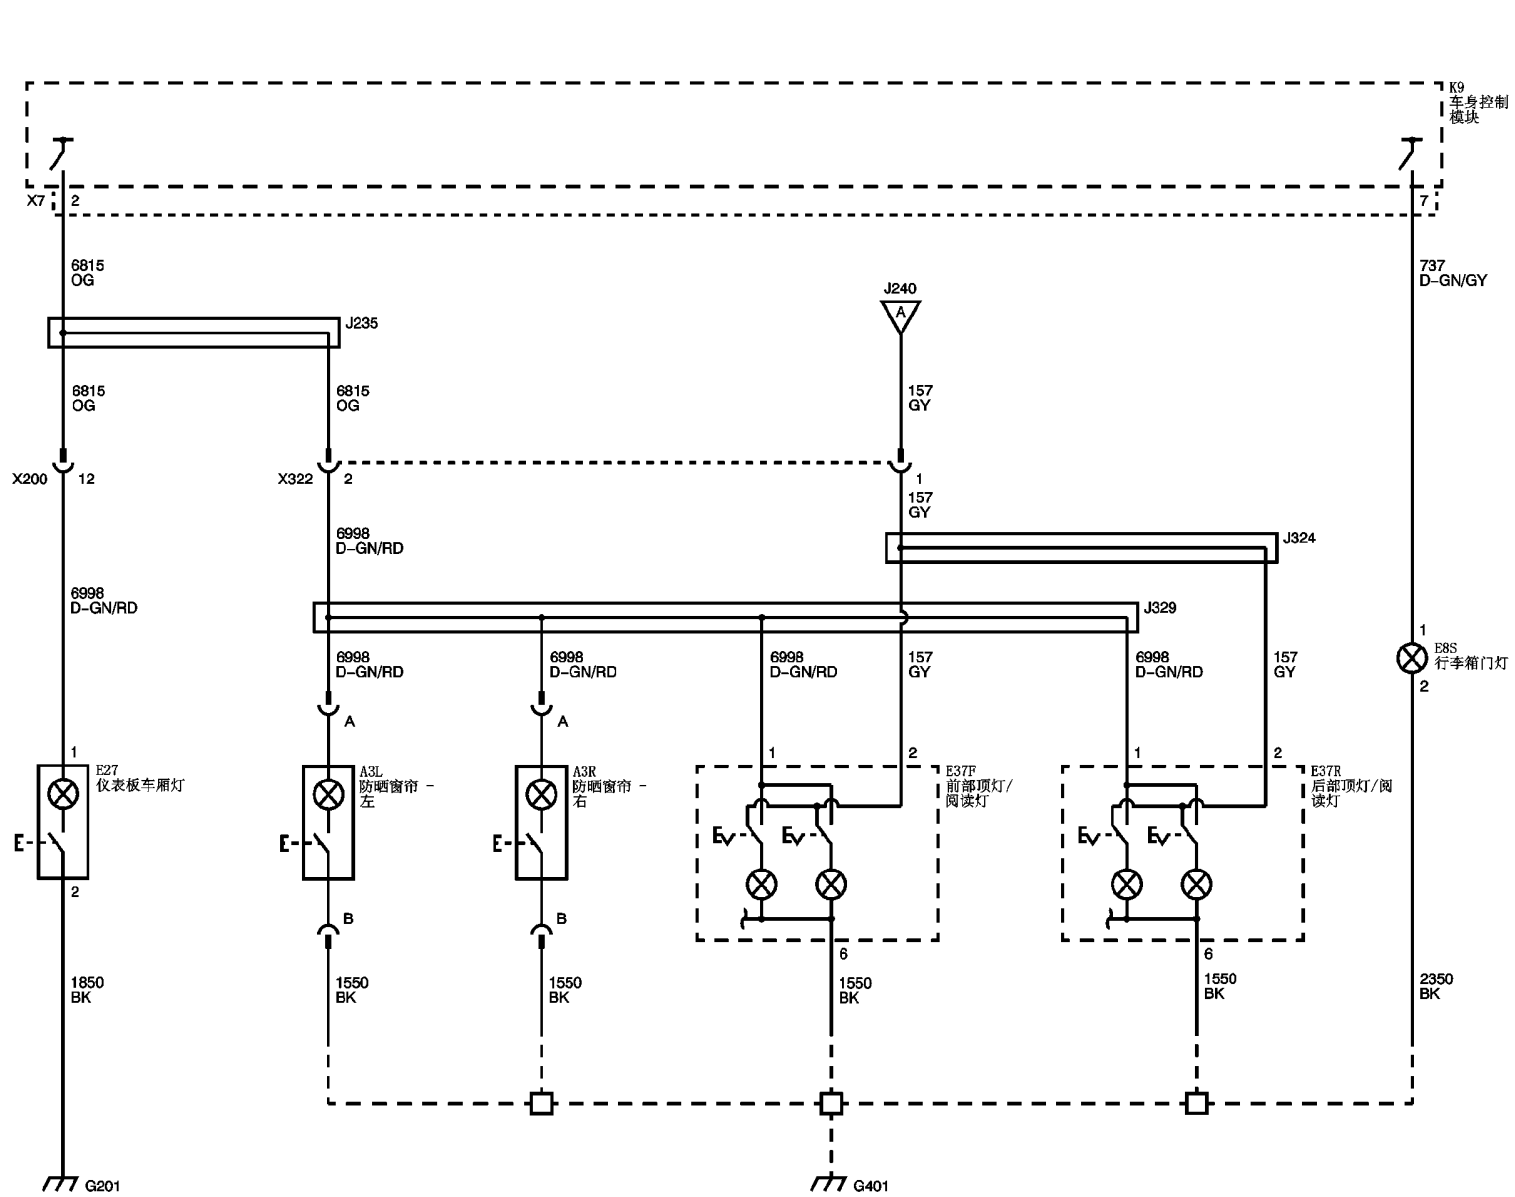 K9
车身控制
模块
X7
2
7
6815
OG
737
D-GN/GY
J240
A
J235
6815
OG
6815
OG
157
GY
X200
12
X322
2
1
157
GY
6998
D-GN/RD
J324
6998
D-GN/RD
J329
6998
D-GN/RD
6998
D-GN/RD
6998
D-GN/RD
157
GY
6998
D-GN/RD
157
GY
1
E8S
行李箱门灯
2
A
A
1
1
2
1
2
E27
仪表板车厢灯
A3L
防晒窗帘 -
左
A3R
防晒窗帘 -
右
E37F
前部顶灯/
阅读灯
E37R
后部顶灯/阅
读灯
2
B
B
6
6
1850
BK
1550
BK
1550
BK
1550
BK
1550
BK
2350
BK
G201
G401